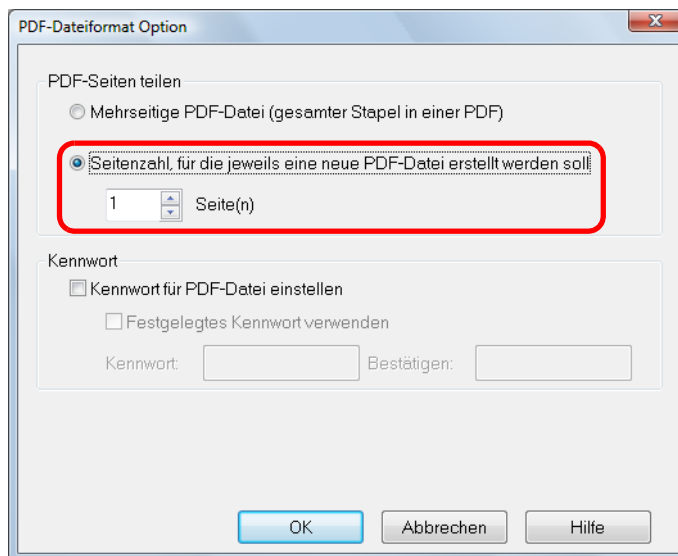 PDF-Dateiformat Option
PDF-Seiten teilen
Mehrseitige PDF-Datei (gesamter Stapel in einer PDF)
Seitenzahl, für die jeweils eine neue PDF-Datei erstellt werden soll
1 Seite(n)
Kennwort
Kennwort für PDF-Datei einstellen
Festgelegtes Kennwort verwenden
Kennwort: Bestätigen:
OK Abbrechen Hilfe